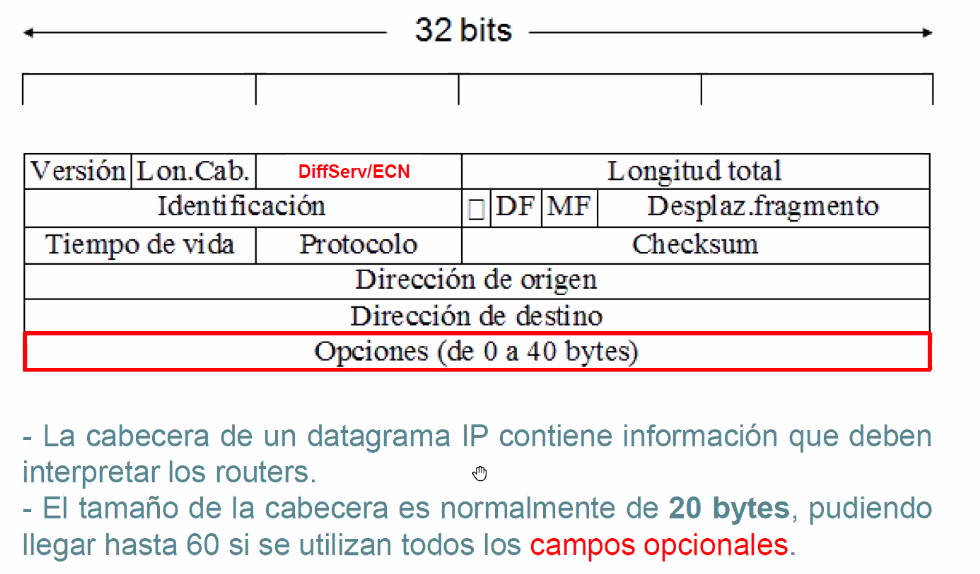 32 bits
Versión Lon.Cab. DiffServ/ECN Longitud total
Identificación DF MF Desplaz.fragmento
Tiempo de vida Protocolo Checksum
Dirección de origen
Dirección de destino
Opciones (de 0 a 40 bytes)
- La cabecera de un datagrama IP contiene información que deben
interpretar los routers.
- El tamaño de la cabecera es normalmente de 20 bytes, pudiendo
llegar hasta 60 si se utilizan todos los campos opcionales.